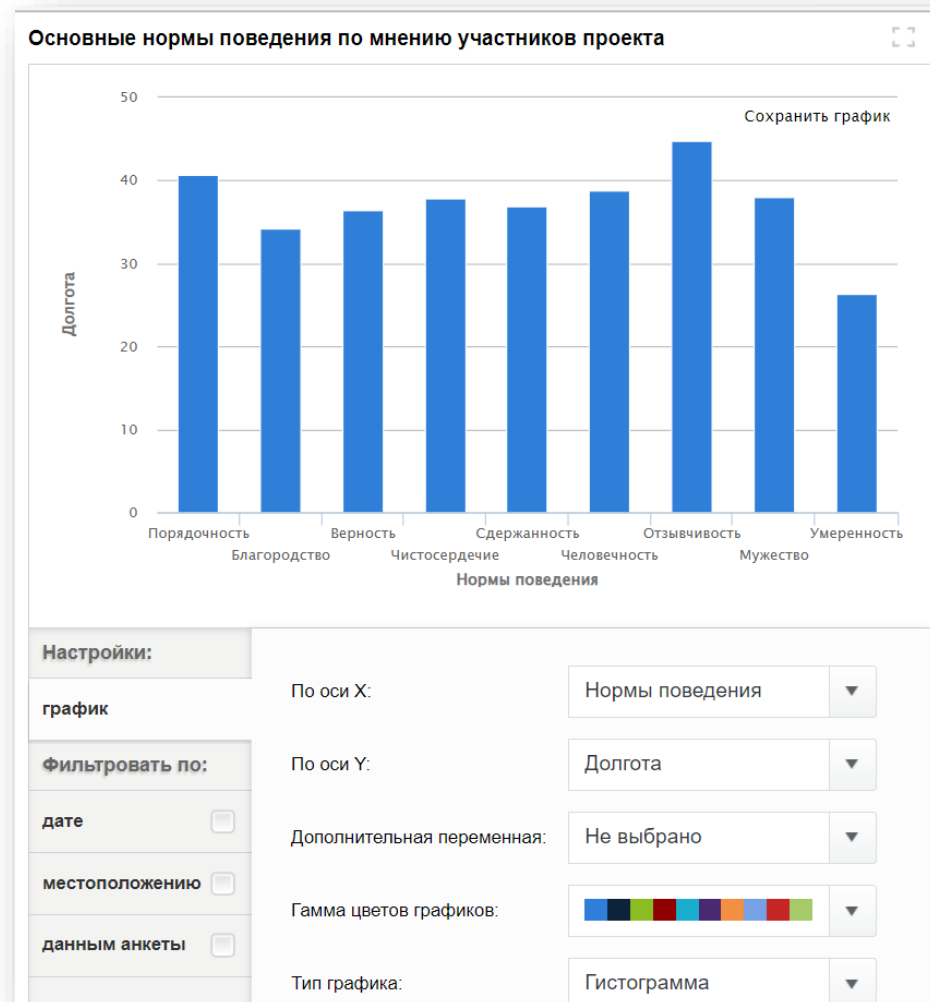 Основные нормы поведения по мнению участников проекта
50
Сохранить график
40
30
20
10
0
Долгота
Порядочность Верность Сдержанность Отзывчивость Умеренность
Благородство Чистосердечие Человечность Мужество
Нормы поведения
Настройки:
график
Фильтровать по:
дате
местоположению
данным анкеты
По оси X: Нормы поведения
По оси Y: Долгота
Дополнительная переменная: Не выбрано
Гамма цветов графиков:
Тип графика: Гистограмма